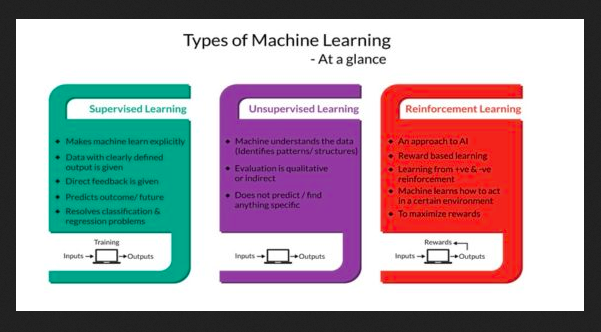 Types of Machine Learning
- At a glance
Supervised Learning
Makes machine learn explicitly
Data with clearly defined
output is given
Direct feedback is given
Predicts outcome/ future
Resolves classification &
regression problems
Training
Inputs
Outputs
Unsupervised Learning
Machine understands the data
(Identifies patterns/ structures)
Evaluation is qualitative
or indirect
Does not predict / find
anything specific
Inputs
Outputs
Reinforcement Learning
An approach to AI
Reward based learning
Learning from +ve & -ve
reinforcement
Machine learns how to act
in a certain environment
To maximize rewards
Rewards
Inputs
Outputs